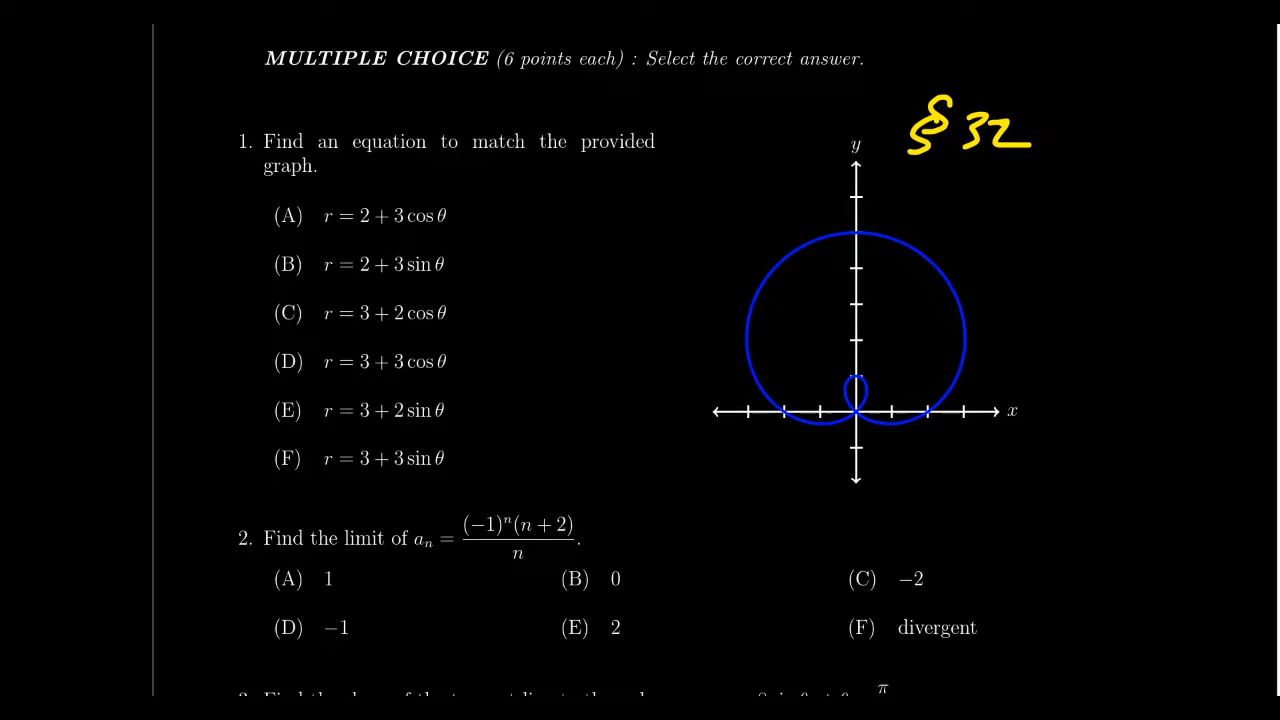 MULTIPLE CHOICE (6 points each) : Select the correct answer.
§ 32
1. Find an equation to match the provided
graph.
(A) r = 2 + 3 cos θ
(B) r = 2 + 3 sin θ
(C) r = 3 + 2 cos θ
(D) r = 3 + 3 cos θ
(E) r = 3 + 2 sin θ
(F) r = 3 + 3 sin θ
y
x
2. Find the limit of aₙ = (−1)ⁿ(n + 2) / n.
(A) 1 (B) 0 (C) −2
(D) −1 (E) 2 (F) divergent
π